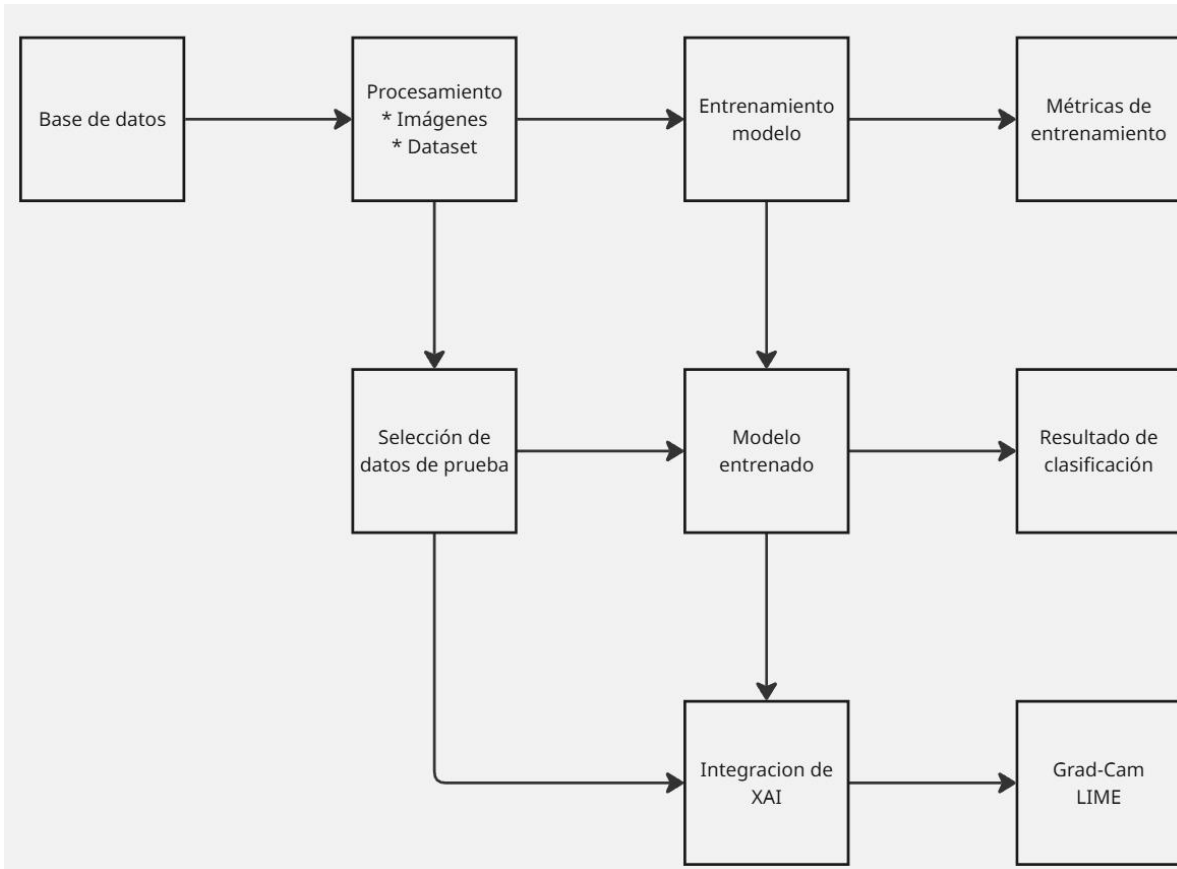 Base de datos
Procesamiento
* Imágenes
* Dataset
Entrenamiento
modelo
Métricas de
entrenamiento
Selección de
datos de prueba
Modelo
entrenado
Resultado de
clasificación
Integracion de
XAI
Grad-Cam
LIME